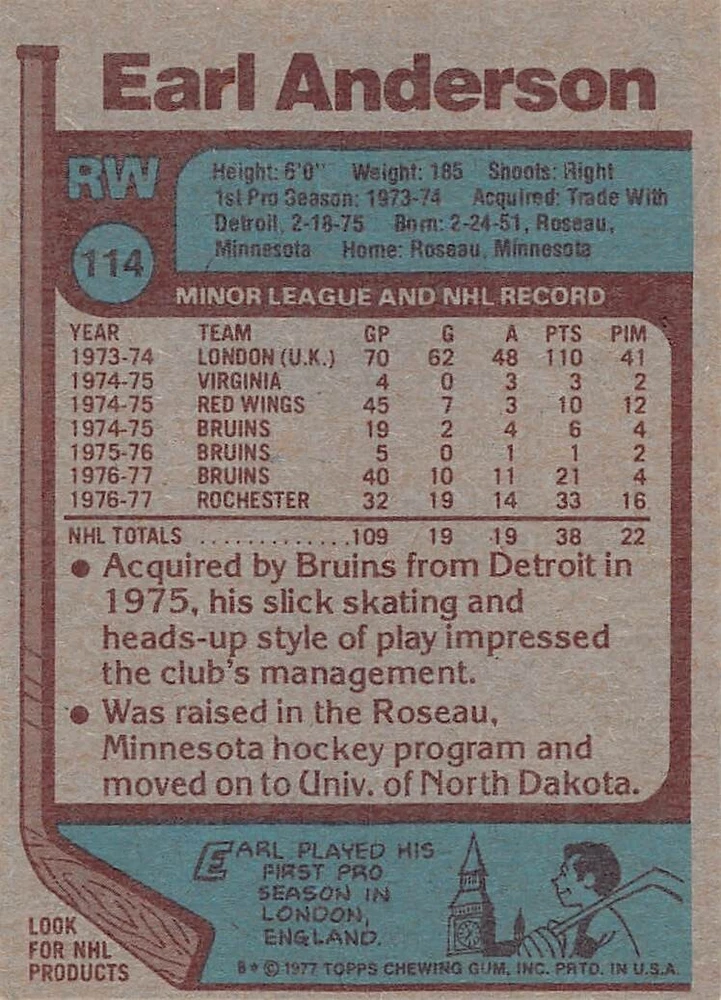 Earl Anderson
RW
114
Height: 6'0" Weight: 185 Shoots: Right
1st Pro Season: 1973-74 Acquired: Trade With
Detroit, 2-18-75 Born: 2-24-51, Roseau,
Minnesota Home: Roseau, Minnesota
MINOR LEAGUE AND NHL RECORD
YEAR TEAM GP G A PTS PIM
1973-74 LONDON (U.K.) 70 62 48 110 41
1974-75 VIRGINIA 4 0 3 3 2
1974-75 RED WINGS 45 7 3 10 12
1974-75 BRUINS 19 2 4 6 4
1975-76 BRUINS 5 0 1 1 2
1976-77 BRUINS 40 10 11 21 4
1976-77 ROCHESTER 32 19 14 33 16
NHL TOTALS .............109 19 19 38 22
● Acquired by Bruins from Detroit in
1975, his slick skating and
heads-up style of play impressed
the club's management.
● Was raised in the Roseau,
Minnesota hockey program and
moved on to Univ. of North Dakota.
EARL PLAYED HIS
FIRST PRO
SEASON IN
LONDON,
ENGLAND.
LOOK
FOR NHL
PRODUCTS
B* © 1977 TOPPS CHEWING GUM, INC. PRTD. IN U.S.A.